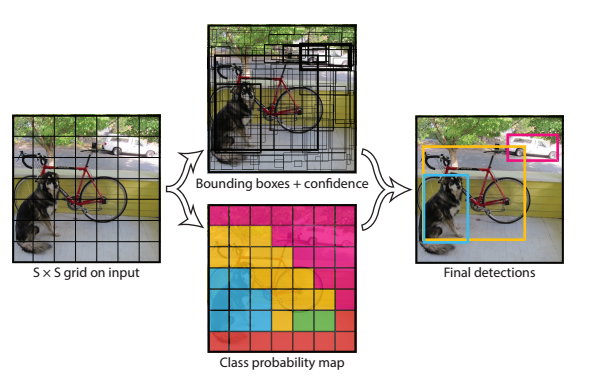 Bounding boxes + confidence
S × S grid on input
Final detections
Class probability map